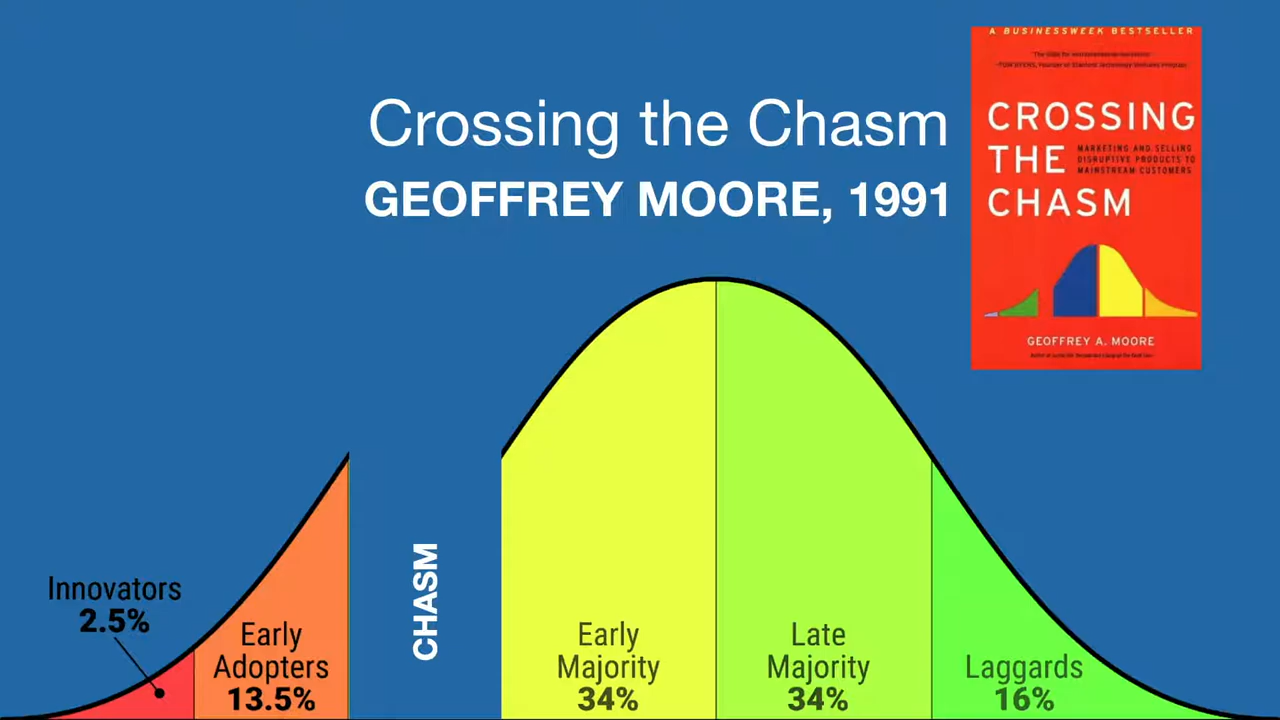 Crossing the Chasm
GEOFFREY MOORE, 1991
A BUSINESSWEEK BESTSELLER
CROSSING
THE
CHASM
MARKETING AND SELLING
DISRUPTIVE PRODUCTS TO
MAINSTREAM CUSTOMERS
GEOFFREY A. MOORE
CHASM
Innovators
2.5%
Early
Adopters
13.5%
Early
Majority
34%
Late
Majority
34%
Laggards
16%